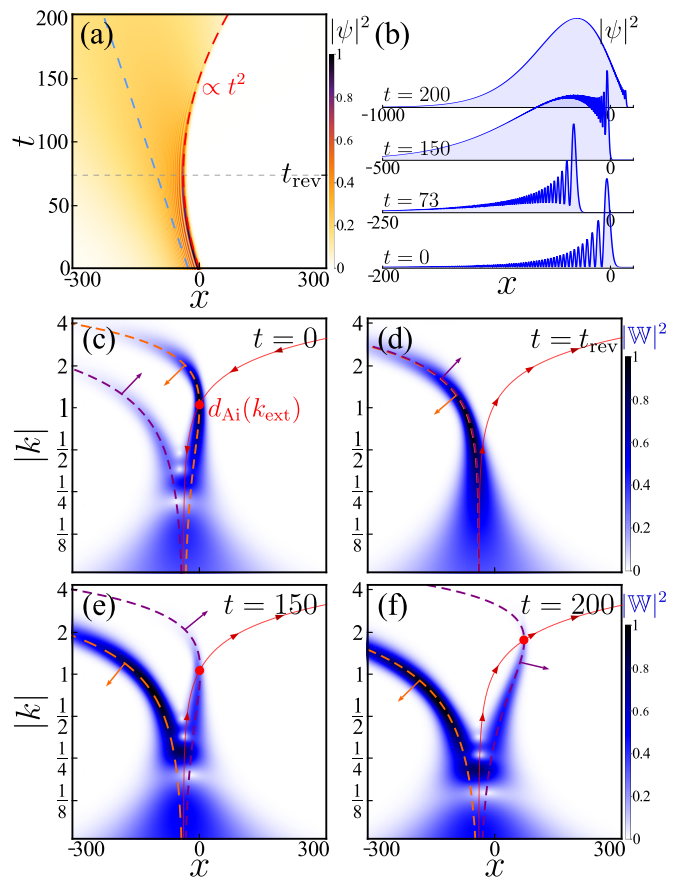 (a)
|ψ|²
∝ t²
t_rev
t
200
150
100
50
0
-300
0
300
x
1
0.8
0.6
0.4
0.2
0
(b)
|ψ|²
t = 200
-1000
0
t = 150
-500
0
t = 73
-250
0
t = 0
-200
0
x
(c)
t = 0
d_Ai(k_ext)
|k|
4
2
1
1/2
1/4
1/8
(d)
t = t_rev
|𝕎|²
1
0.8
0.6
0.4
0.2
0
(e)
t = 150
|k|
4
2
1
1/2
1/4
1/8
-300
0
300
x
(f)
t = 200
|𝕎|²
1
0.8
0.6
0.4
0.2
0
-300
0
300
x